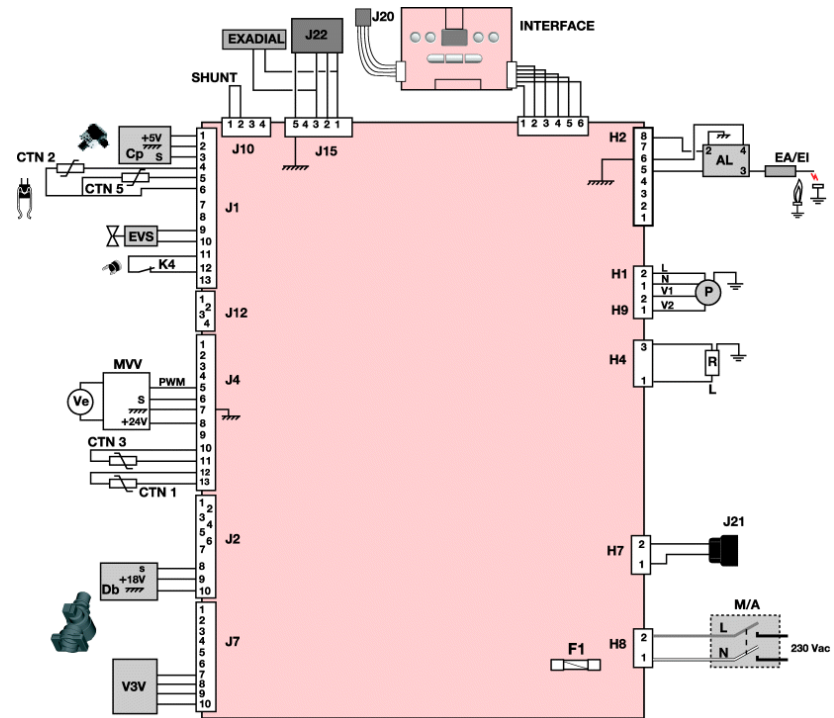 J20
INTERFACE
EXADIAL
J22
SHUNT
1 2 3 4
J10
5 4 3 2 1
J15
1 2 3 4 5 6
+5V
Cp S
CTN 2
CTN 5
1
2
3
4
5
6
7
8
9
10
11
12
13
J1
EVS
K4
1
2
3
4
J12
MVV
Ve
PWM
S
+24V
1
2
3
4
5
6
7
8
9
10
11
12
13
J4
CTN 3
CTN 1
1
2
3
4
5
6
7
8
9
10
J2
S
+18V
Db
1
2
3
4
5
6
7
8
9
10
J7
V3V
H2
8
7
6
5
4
3
2
1
2 4
AL
3
EA/EI
H1
2
1
H9
2
1
L
N
V1
V2
P
H4
3
1
R
L
H7
2
1
J21
M/A
H8
2
1
L
N
230 Vac
F1